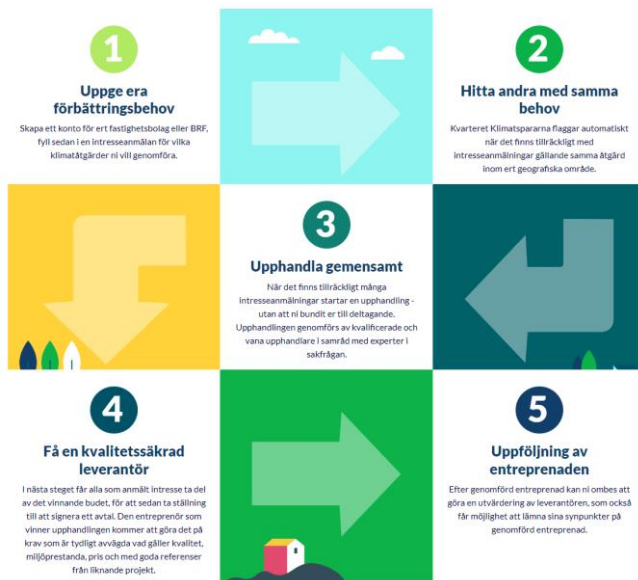 1
Uppge era
förbättringsbehov
Skapa ett konto för ert fastighetsbolag eller BRF,
fyll sedan i en intresseanmälan för vilka
klimatåtgärder ni vill genomföra.
2
Hitta andra med samma
behov
Kvarteret Klimatspararna flaggar automatiskt
när det finns tillräckligt med
intresseanmälningar gällande samma åtgärd
inom ert geografiska område.
3
Upphandla gemensamt
När det finns tillräckligt många
intresseanmälningar startar en upphandling -
utan att ni bundit er till deltagande.
Upphandlingen genomförs av kvalificerade och
vana upphandlare i samråd med experter i
sakfrågan.
4
Få en kvalitetssäkrad
leverantör
I nästa steget får alla som anmält intresse ta del
av det vinnande budet, för att sedan ta ställning
till att signera ett avtal. Den entreprenör som
vinner upphandlingen kommer att göra det på
krav som är tydligt avvägda vad gäller kvalitet,
miljöprestanda, pris och med goda referenser
från liknande projekt.
5
Uppföljning av
entreprenaden
Efter genomförd entreprenad kan ni ombes att
göra en utvärdering av leverantören, som också
får möjlighet att lämna sina synpunkter på
genomförd entreprenad.